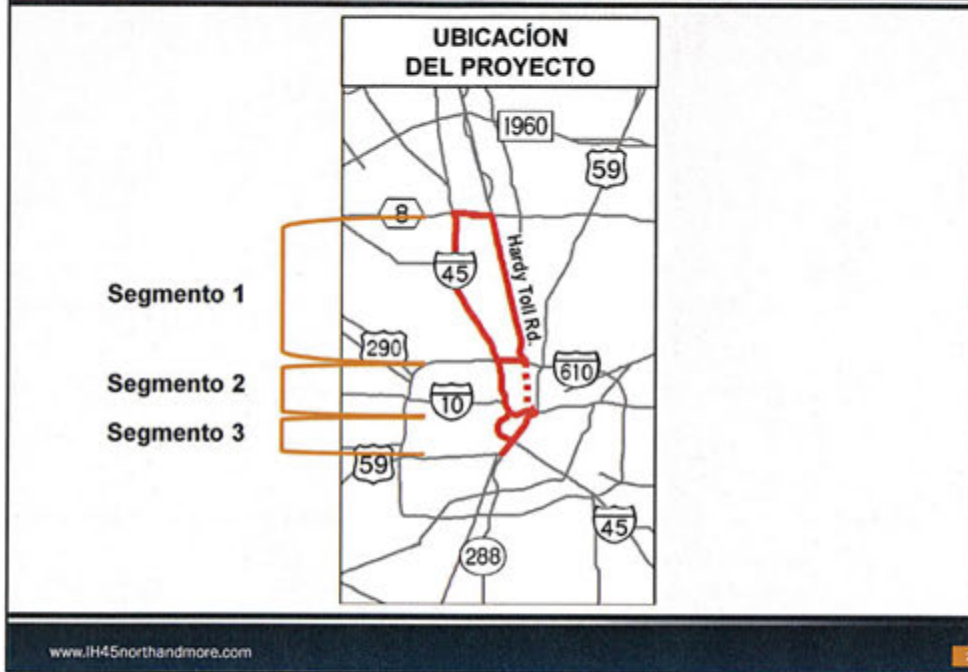 UBICACÍON
DEL PROYECTO
1960
59
8
45
Hardy Toll Rd.
Segmento 1
290
610
Segmento 2
10
Segmento 3
59
45
288
www.IH45northandmore.com